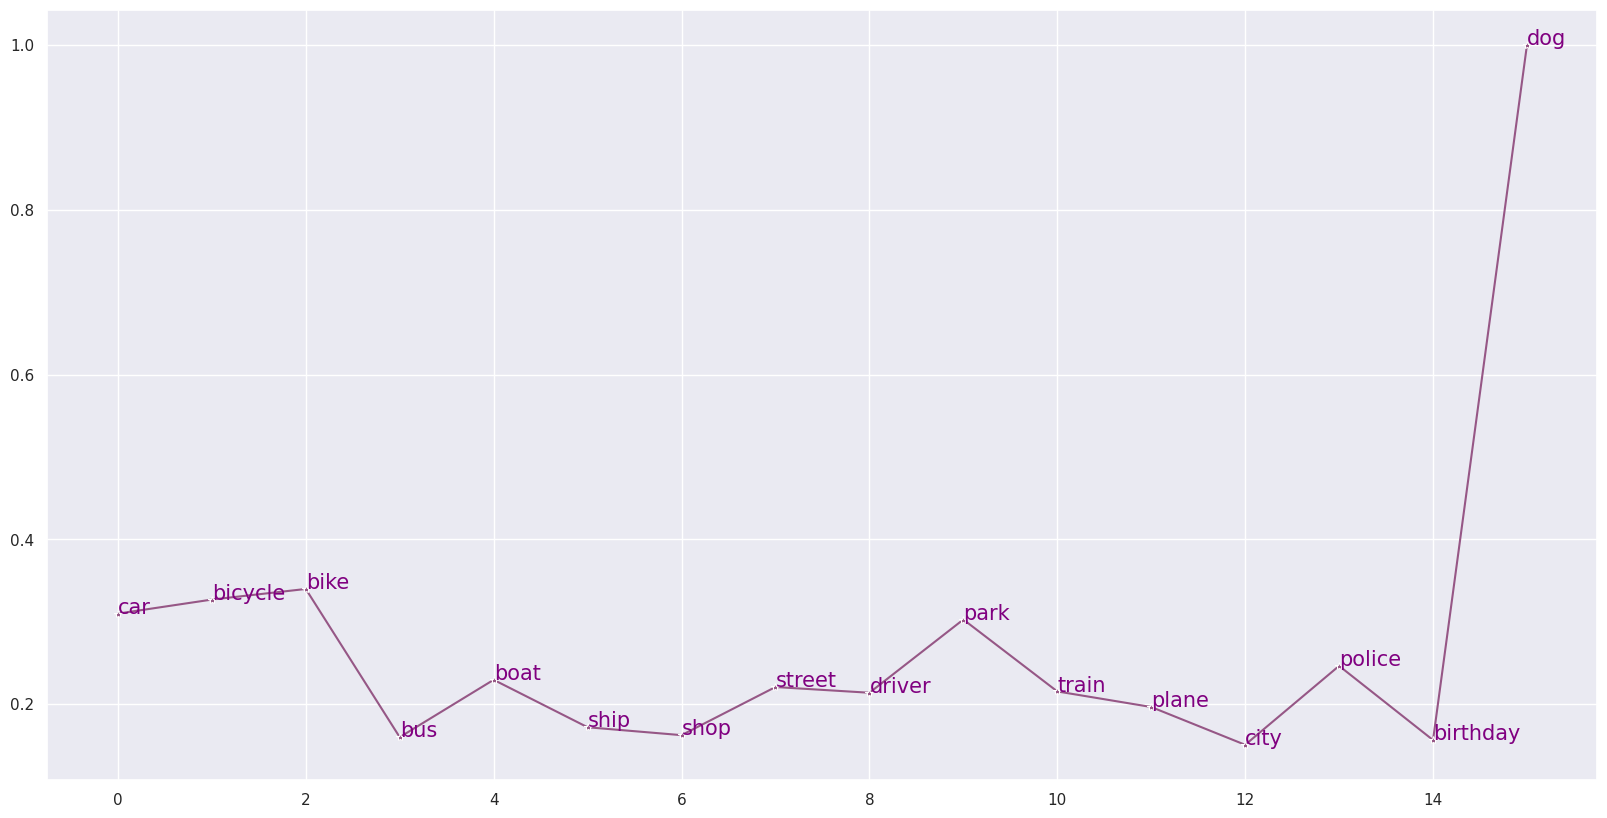 1.0
0.8
0.6
0.4
0.2
dog
car
bicycle
bike
bus
boat
ship
shop
street
driver
park
train
plane
city
police
birthday
0 2 4 6 8 10 12 14